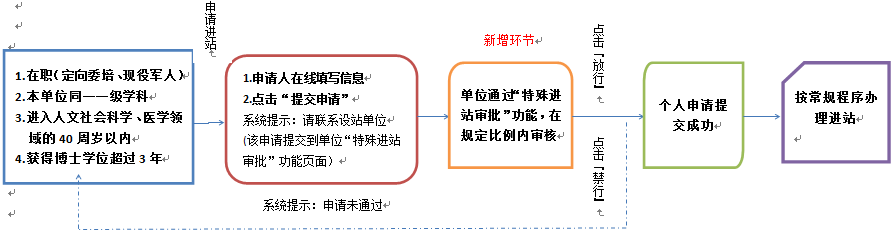 申请进站
1.在职（定向委培、现役军人）
2.本单位同一一级学科
3.进入人文社会科学、医学领
域的 40 周岁以内
4.获得博士学位超过 3 年
1.申请人在线填写信息
2.点击“提交申请”
系统提示：请联系设站单位
(该申请提交到单位“特殊进站
审批”功能页面）
新增环节
单位通过“特殊进
站审批”功能，在
规定比例内审核
点击『放行』
点击『禁行』
个人申请提
交成功
按常规程序办
理进站
系统提示：申请未通过